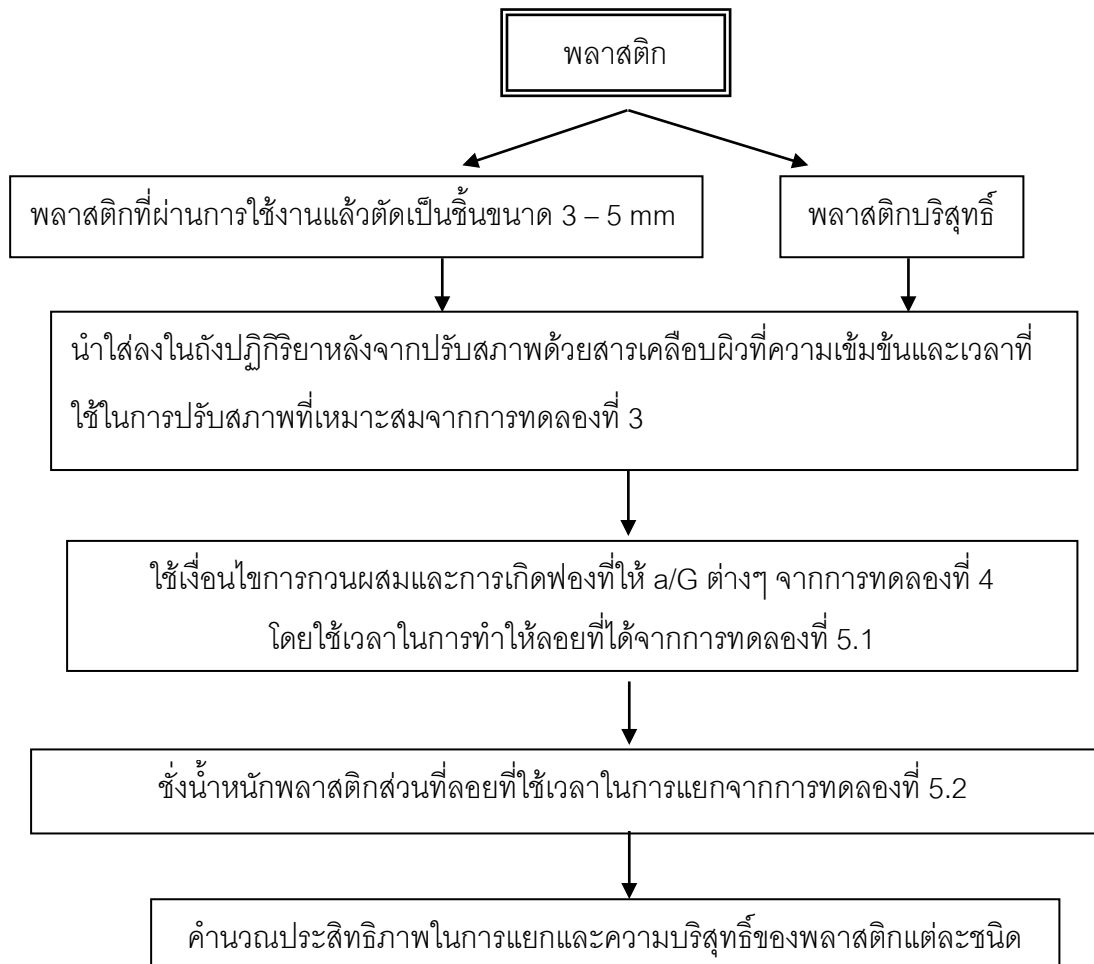 พลาสติก
พลาสติกที่ผ่านการใช้งานแล้วตัดเป็นชิ้นขนาด 3 – 5 mm
พลาสติกบริสุทธิ์
นำใส่ลงในถังปฏิกิริยาหลังจากปรับสภาพด้วยสารเคลือบผิวที่ความเข้มข้นและเวลาที่
ใช้ในการปรับสภาพที่เหมาะสมจากการทดลองที่ 3
ใช้เงื่อนไขการกวนผสมและการเกิดฟองที่ให้ a/G ต่างๆ จากการทดลองที่ 4
โดยใช้เวลาในการทำให้ลอยที่ได้จากการทดลองที่ 5.1
ชั่งน้ำหนักพลาสติกส่วนที่ลอยที่ใช้เวลาในการแยกจากการทดลองที่ 5.2
คำนวณประสิทธิภาพในการแยกและความบริสุทธิ์ของพลาสติกแต่ละชนิด